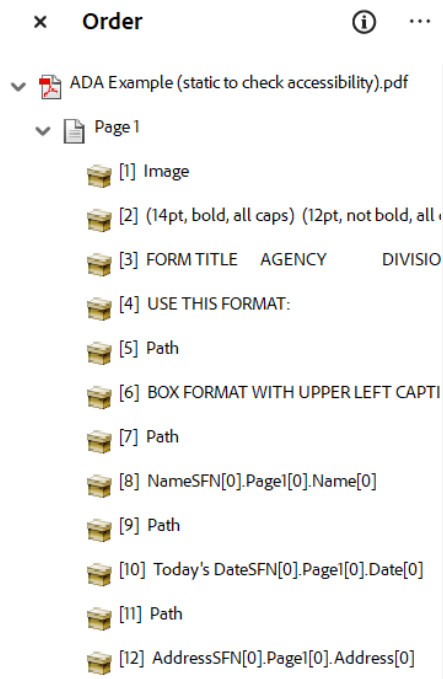 × Order
ADA Example (static to check accessibility).pdf
Page 1
[1] Image
[2] (14pt, bold, all caps) (12pt, not bold, all
[3] FORM TITLE AGENCY DIVISIO
[4] USE THIS FORMAT:
[5] Path
[6] BOX FORMAT WITH UPPER LEFT CAPTI
[7] Path
[8] NameSFN[0].Page1[0].Name[0]
[9] Path
[10] Today's DateSFN[0].Page1[0].Date[0]
[11] Path
[12] AddressSFN[0].Page1[0].Address[0]